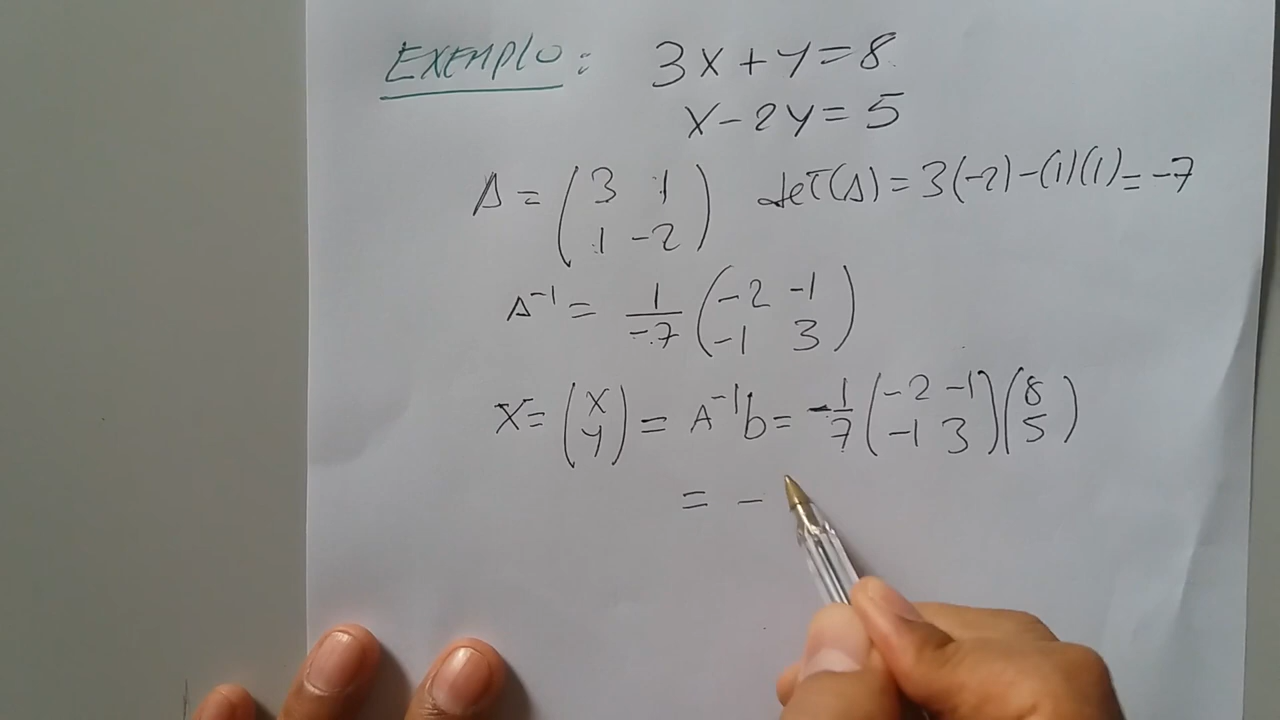 EXEMPLO: 3x + y = 8
x - 2y = 5
A = (3 1 / 1 -2) det(A) = 3(-2) - (1)(1) = -7
A⁻¹ = 1/-7 (-2 -1 / -1 3)
X = (x / y) = A⁻¹b = -1/7 (-2 -1 / -1 3)(8 / 5)
= -